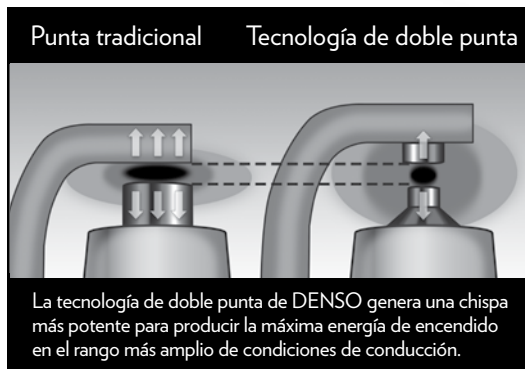 Punta tradicional
Tecnología de doble punta
La tecnología de doble punta de DENSO genera una chispa
más potente para producir la máxima energía de encendido
en el rango más amplio de condiciones de conducción.